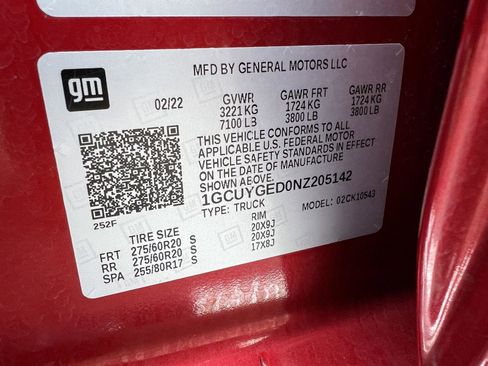 gm
MFD BY GENERAL MOTORS LLC
02/22 GVWR GAWR FRT GAWR RR
3221 KG 1724 KG 1724 KG
7100 LB 3800 LB 3800 LB
THIS VEHICLE CONFORMS TO ALL
APPLICABLE U.S. FEDERAL MOTOR
VEHICLE SAFETY STANDARDS IN EFFECT
ON THE DATE OF MANUFACTURE
SHOWN ABOVE.
1GCUYGED0NZ205142
TYPE: TRUCK MODEL: 02CK10543
252F
TIRE SIZE RIM
FRT 275/60R20 S 20X9J
RR 275/60R20 S 20X9J
SPA 255/80R17 S 17X8J